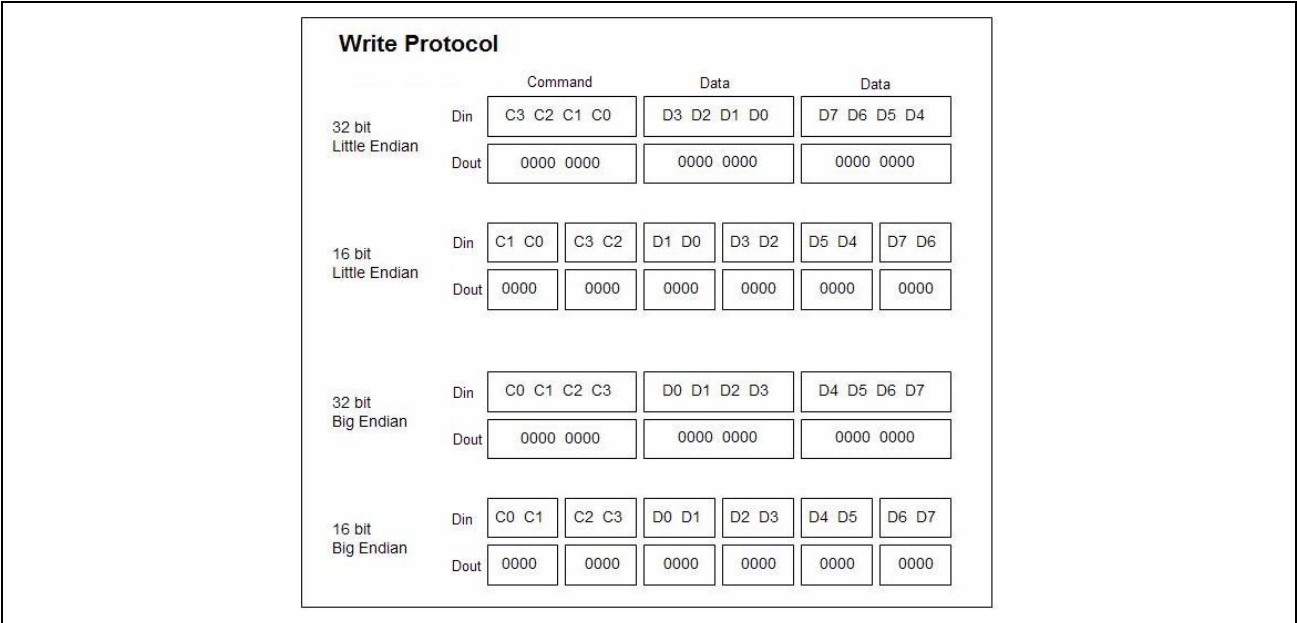 Write Protocol
Command Data Data
32 bit
Little Endian
Din C3 C2 C1 C0 D3 D2 D1 D0 D7 D6 D5 D4
Dout 0000 0000 0000 0000 0000 0000
16 bit
Little Endian
Din C1 C0 C3 C2 D1 D0 D3 D2 D5 D4 D7 D6
Dout 0000 0000 0000 0000 0000 0000
32 bit
Big Endian
Din C0 C1 C2 C3 D0 D1 D2 D3 D4 D5 D6 D7
Dout 0000 0000 0000 0000 0000 0000
16 bit
Big Endian
Din C0 C1 C2 C3 D0 D1 D2 D3 D4 D5 D6 D7
Dout 0000 0000 0000 0000 0000 0000